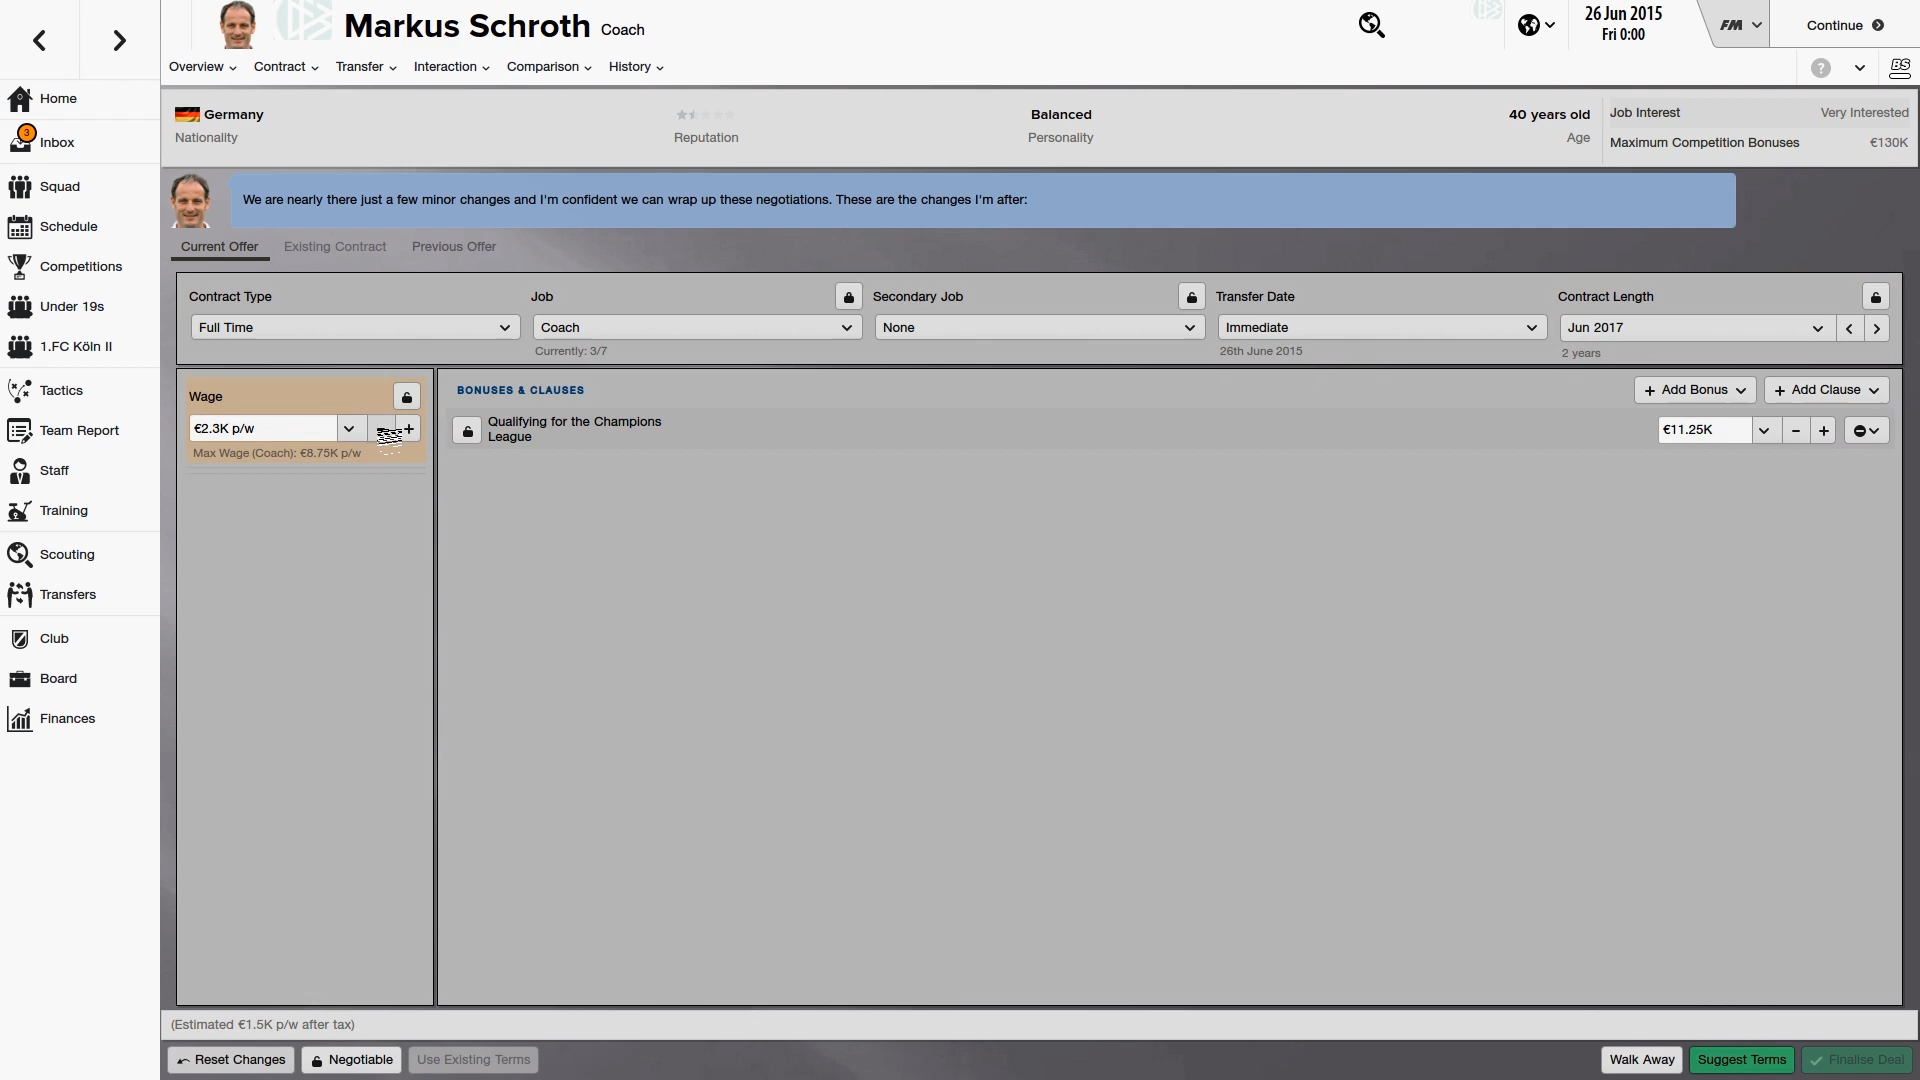 Markus Schroth Coach
26 Jun 2015
Fri 0:00
FM
Continue
Overview
Contract
Transfer
Interaction
Comparison
History
?
BS
Home
3
Inbox
Squad
Schedule
Competitions
Under 19s
1.FC Köln II
Tactics
Team Report
Staff
Training
Scouting
Transfers
Club
Board
Finances
Germany
Nationality
Reputation
Balanced
Personality
40 years old
Age
Job Interest Very Interested
Maximum Competition Bonuses €130K
We are nearly there just a few minor changes and I'm confident we can wrap up these negotiations. These are the changes I'm after:
Current Offer
Existing Contract
Previous Offer
Contract Type
Full Time
Job
Coach
Currently: 3/7
Secondary Job
None
Transfer Date
Immediate
26th June 2015
Contract Length
Jun 2017
2 years
Wage
€2.3K p/w
Max Wage (Coach): €8.75K p/w
BONUSES & CLAUSES
+ Add Bonus
+ Add Clause
Qualifying for the Champions
League
€11.25K
(Estimated €1.5K p/w after tax)
Reset Changes
Negotiable
Use Existing Terms
Walk Away
Suggest Terms
Finalise Deal